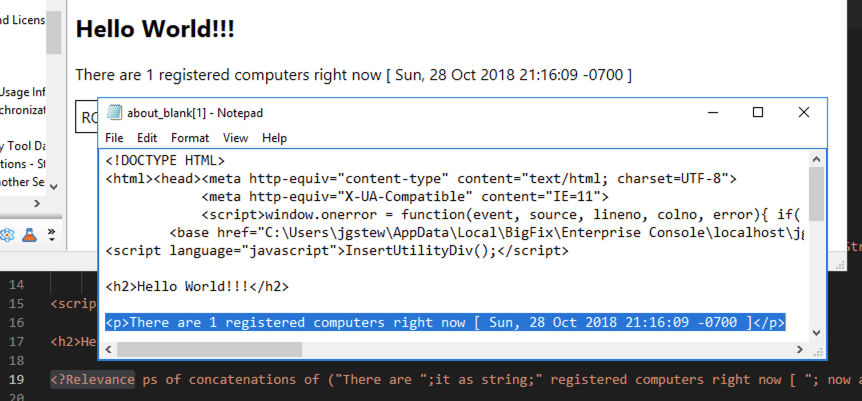 nd Licens
Hello World!!!
There are 1 registered computers right now [ Sun, 28 Oct 2018 21:16:09 -0700 ]
Usage Inf
chronizat
y Tool Da
tions - St
nother Se
RC
about_blank[1] - Notepad
File Edit Format View Help
<!DOCTYPE HTML>
<html><head><meta http-equiv="content-type" content="text/html; charset=UTF-8">
<meta http-equiv="X-UA-Compatible" content="IE=11">
<script>window.onerror = function(event, source, lineno, colno, error){ if(
<base href="C:\Users\jgstew\AppData\Local\BigFix\Enterprise Console\localhost\jg
<script language="javascript">InsertUtilityDiv();</script>
<h2>Hello World!!!</h2>
<p>There are 1 registered computers right now [ Sun, 28 Oct 2018 21:16:09 -0700 ]</p>
Str
14
15 <scrip
16
17 <h2>He
18
19 <?Relevance ps of concatenations of ("There are ";it as string;" registered computers right now [ "; now a
20